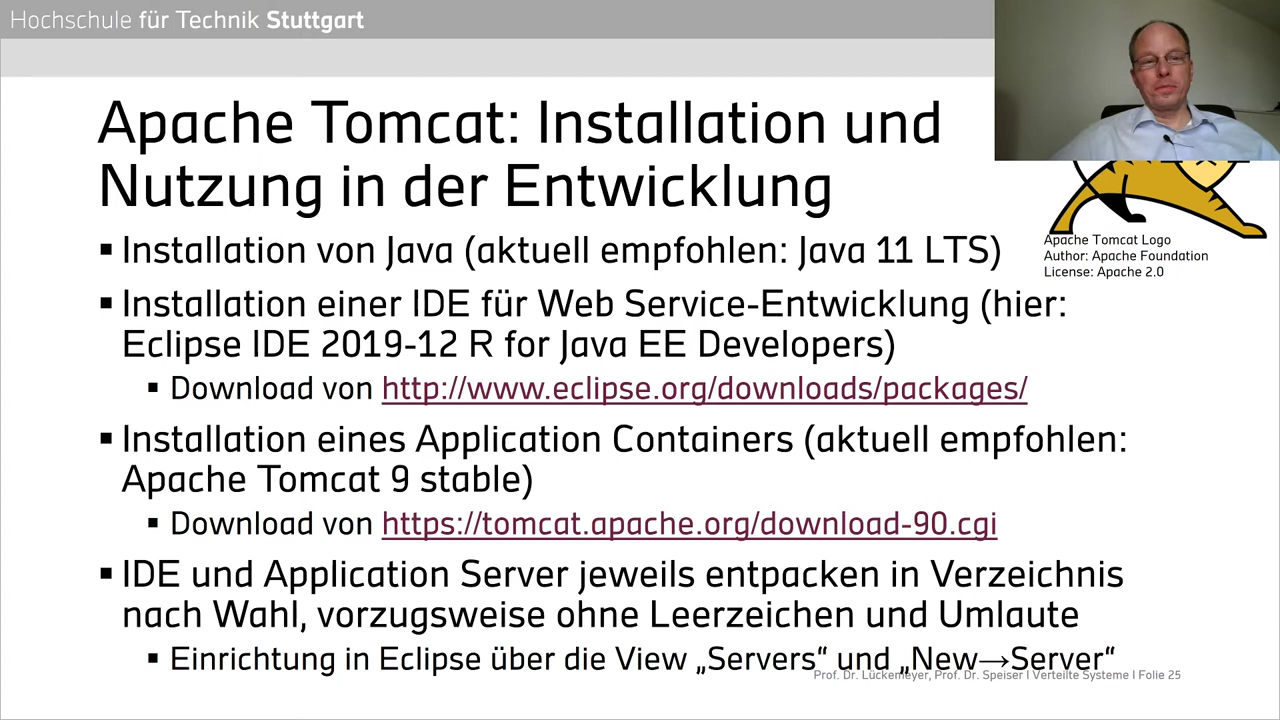 Hochschule für Technik Stuttgart
Apache Tomcat: Installation und
Nutzung in der Entwicklung
Apache Tomcat Logo
Author: Apache Foundation
License: Apache 2.0
▪ Installation von Java (aktuell empfohlen: Java 11 LTS)
▪ Installation einer IDE für Web Service-Entwicklung (hier:
Eclipse IDE 2019-12 R for Java EE Developers)
▪ Download von http://www.eclipse.org/downloads/packages/
▪ Installation eines Application Containers (aktuell empfohlen:
Apache Tomcat 9 stable)
▪ Download von https://tomcat.apache.org/download-90.cgi
▪ IDE und Application Server jeweils entpacken in Verzeichnis
nach Wahl, vorzugsweise ohne Leerzeichen und Umlaute
▪ Einrichtung in Eclipse über die View „Servers“ und „New→Server“
Prof. Dr. Lückemeyer, Prof. Dr. Speiser I Verteilte Systeme I Folie 25